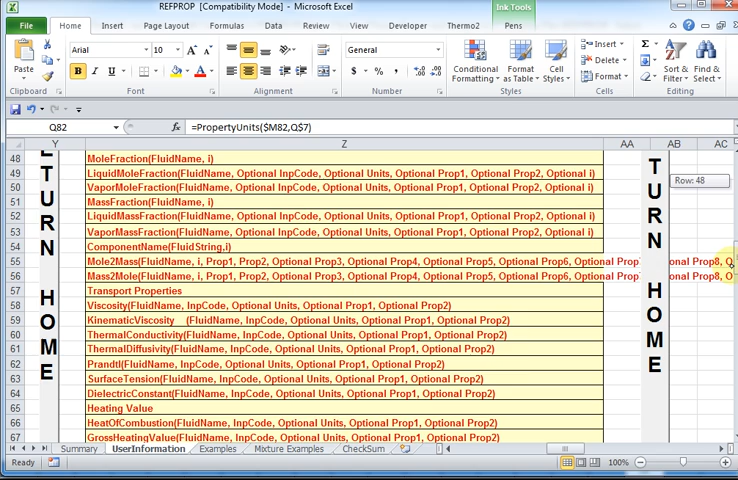 REFPROP [Compatibility Mode] - Microsoft Excel
Ink Tools
File Home Insert Page Layout Formulas Data Review View Developer Thermo2 Pens
Paste
Arial 10
General
Conditional Formatting
Format as Table
Cell Styles
Insert
Delete
Format
Sort & Filter
Find & Select
Clipboard Font Alignment Number Styles Cells Editing
Q82 fx =PropertyUnits($M82,Q$7)
Y Z AA AB AC
48 MoleFraction(FluidName, i)
49 LiquidMoleFraction(FluidName, Optional InpCode, Optional Units, Optional Prop1, Optional Prop2, Optional i)
50 VaporMoleFraction(FluidName, Optional InpCode, Optional Units, Optional Prop1, Optional Prop2, Optional i)
51 MassFraction(FluidName, i)
52 LiquidMassFraction(FluidName, Optional InpCode, Optional Units, Optional Prop1, Optional Prop2, Optional i)
53 VaporMassFraction(FluidName, Optional InpCode, Optional Units, Optional Prop1, Optional Prop2, Optional i)
54 ComponentName(FluidString,i)
55 Mole2Mass(FluidName, i, Prop1, Prop2, Optional Prop3, Optional Prop4, Optional Prop5, Optional Prop6, Optional Prop onal Prop8, O
56 Mass2Mole(FluidName, i, Prop1, Prop2, Optional Prop3, Optional Prop4, Optional Prop5, Optional Prop6, Optional Prop onal Prop8, O
57 Transport Properties
58 Viscosity(FluidName, InpCode, Optional Units, Optional Prop1, Optional Prop2)
59 KinematicViscosity (FluidName, InpCode, Optional Units, Optional Prop1, Optional Prop2)
60 ThermalConductivity(FluidName, InpCode, Optional Units, Optional Prop1, Optional Prop2)
61 ThermalDiffusivity(FluidName, InpCode, Optional Units, Optional Prop1, Optional Prop2)
62 Prandtl(FluidName, InpCode, Optional Units, Optional Prop1, Optional Prop2)
63 SurfaceTension(FluidName, InpCode, Optional Units, Optional Prop1, Optional Prop2)
64 DielectricConstant(FluidName, InpCode, Optional Units, Optional Prop1, Optional Prop2)
65 Heating Value
66 HeatOfCombustion(FluidName, InpCode, Optional Units, Optional Prop1, Optional Prop2)
67 GrossHeatingValue(FluidName, InpCode, Optional Units, Optional Prop1, Optional Prop2)
E T U R N H O M E
T U R N H O M E
Row: 48
Summary UserInformation Examples Mixture Examples CheckSum
Ready 100%